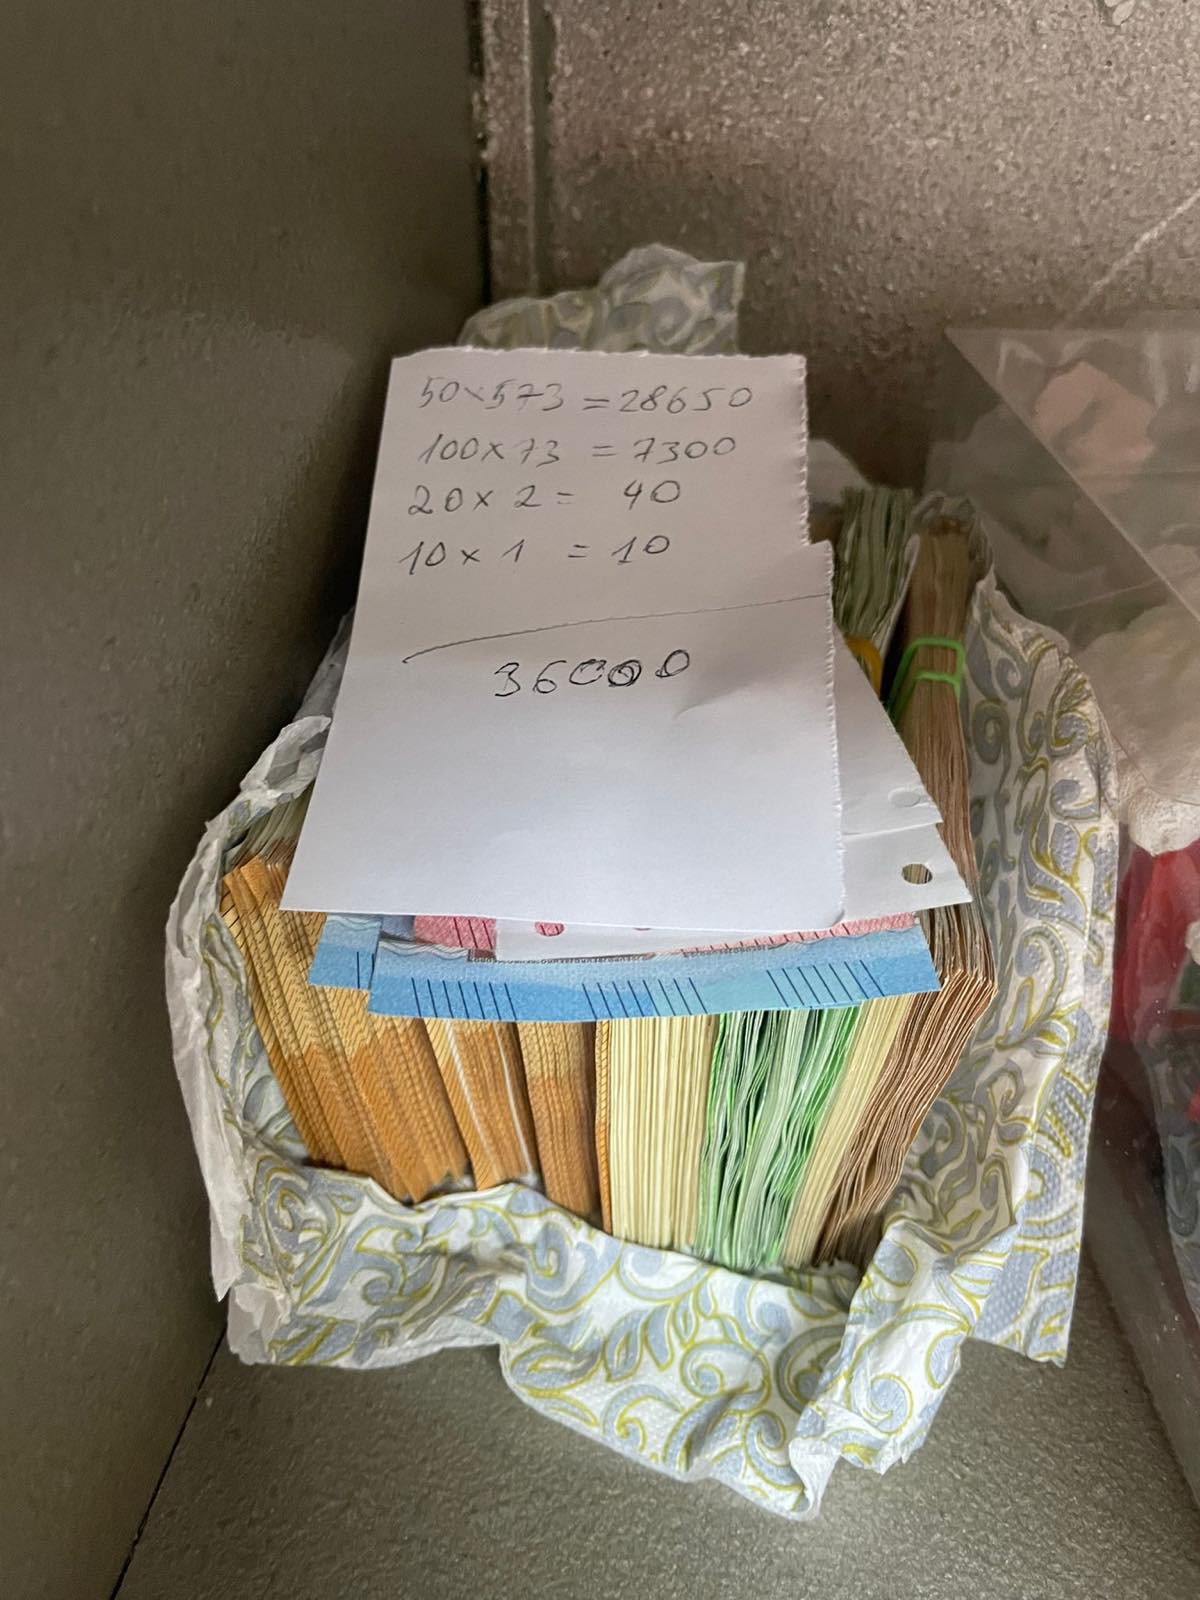 50×573 = 28650
100×73 = 7300
20×2 = 40
10×1 = 10
36000